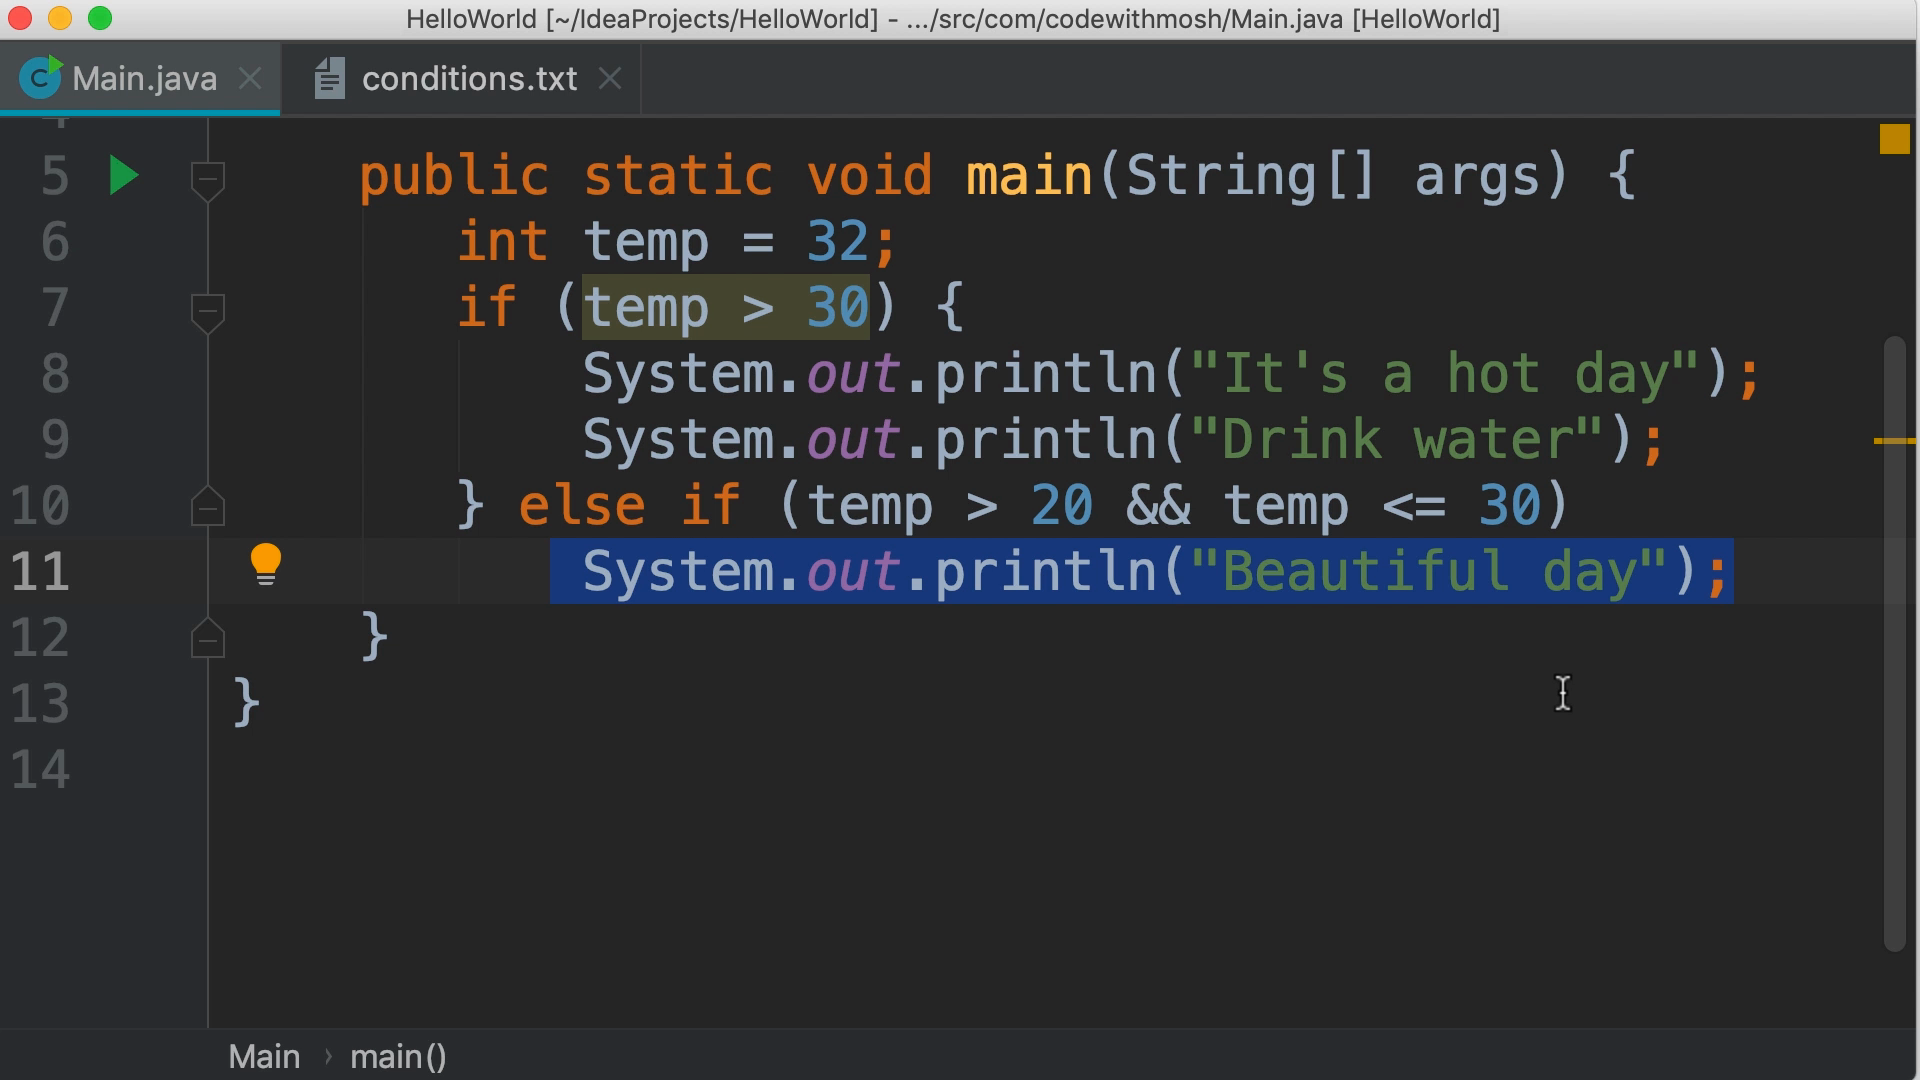 HelloWorld [~/IdeaProjects/HelloWorld] - .../src/com/codewithmosh/Main.java [HelloWorld]
Main.java conditions.txt
5 public static void main(String[] args) {
6 int temp = 32;
7 if (temp > 30) {
8 System.out.println("It's a hot day");
9 System.out.println("Drink water");
10 } else if (temp > 20 && temp <= 30)
11 System.out.println("Beautiful day");
12 }
13 }
14
Main › main()